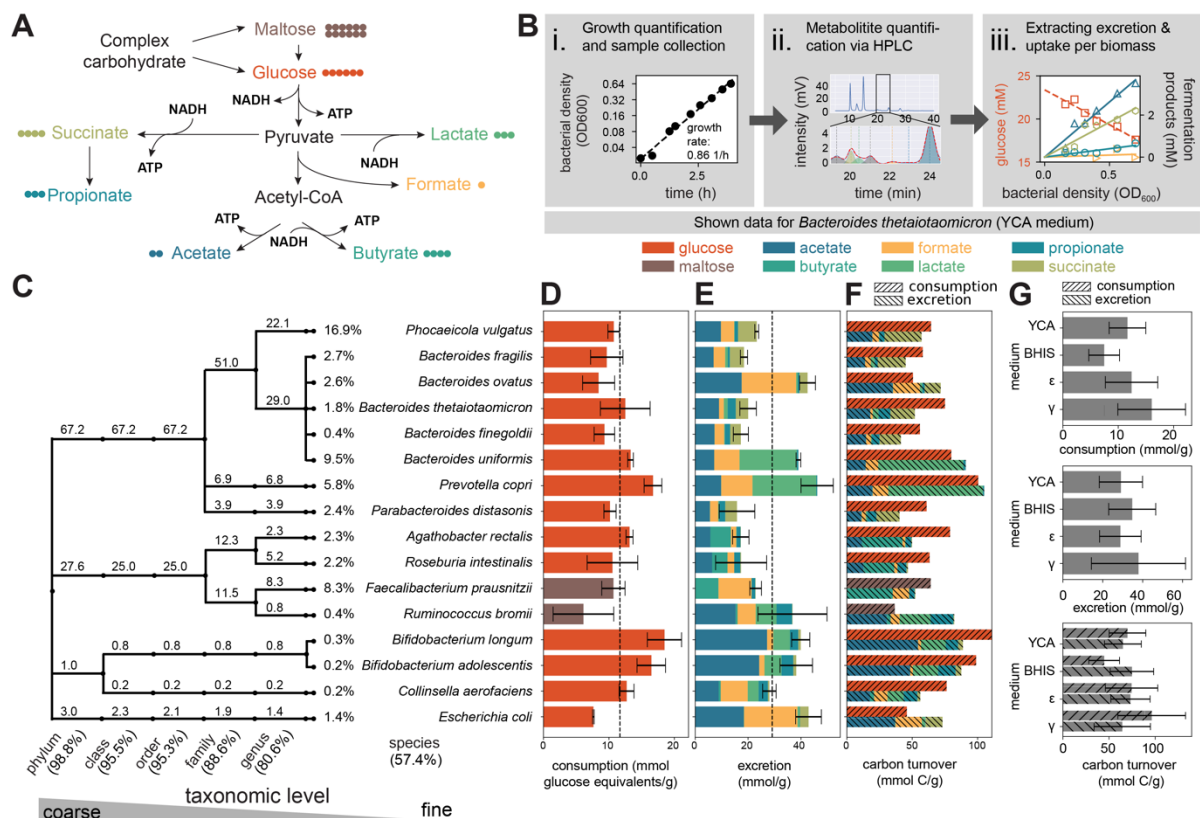 A
Complex
carbohydrate
Maltose
Glucose
NADH
ATP
NADH
Succinate
Pyruvate
Lactate
ATP
NADH
Propionate
Formate
Acetyl-CoA
ATP
ATP
NADH
Acetate
Butyrate
B
i. Growth quantification
and sample collection
bacterial density
(OD600)
0.64
0.32
0.16
0.08
0.04
growth
rate:
0.86 1/h
0.0 2.5
time (h)
ii. Metabolitite quantifi-
cation via HPLC
intensity (mV)
0 20 40
20 22 24
time (min)
iii. Extracting excretion &
uptake per biomass
glucose (mM)
25
20
15
fermentation
products (mM)
2
0
0.0 0.5
bacterial density (OD600)
Shown data for Bacteroides thetaiotaomicron (YCA medium)
glucose acetate formate propionate
maltose butyrate lactate succinate
C
67.2 67.2 67.2
51.0
22.1
29.0
6.9 6.8
3.9 3.9
27.6 25.0 25.0
12.3
2.3
5.2
11.5
8.3
0.8
1.0
0.8 0.8 0.8 0.8
0.2 0.2 0.2 0.2
3.0 2.3 2.1 1.9 1.4
16.9% Phocaeicola vulgatus
2.7% Bacteroides fragilis
2.6% Bacteroides ovatus
1.8% Bacteroides thetaiotaomicron
0.4% Bacteroides finegoldii
9.5% Bacteroides uniformis
5.8% Prevotella copri
2.4% Parabacteroides distasonis
2.3% Agathobacter rectalis
2.2% Roseburia intestinalis
8.3% Faecalibacterium prausnitzii
0.4% Ruminococcus bromii
0.3% Bifidobacterium longum
0.2% Bifidobacterium adolescentis
0.2% Collinsella aerofaciens
1.4% Escherichia coli
phylum
(98.8%)
class
(95.5%)
order
(95.3%)
family
(88.6%)
genus
(80.6%)
species
(57.4%)
taxonomic level
coarse
fine
D
0 10 20
consumption (mmol
glucose equivalents/g)
E
0 20 40
excretion
(mmol/g)
F
consumption
excretion
0 50 100
carbon turnover
(mmol C/g)
G
consumption
excretion
medium
YCA
BHIS
ε
γ
0 10 20
consumption (mmol/g)
medium
YCA
BHIS
ε
γ
0 20 40 60
excretion (mmol/g)
medium
YCA
BHIS
ε
γ
0 50 100
carbon turnover
(mmol C/g)